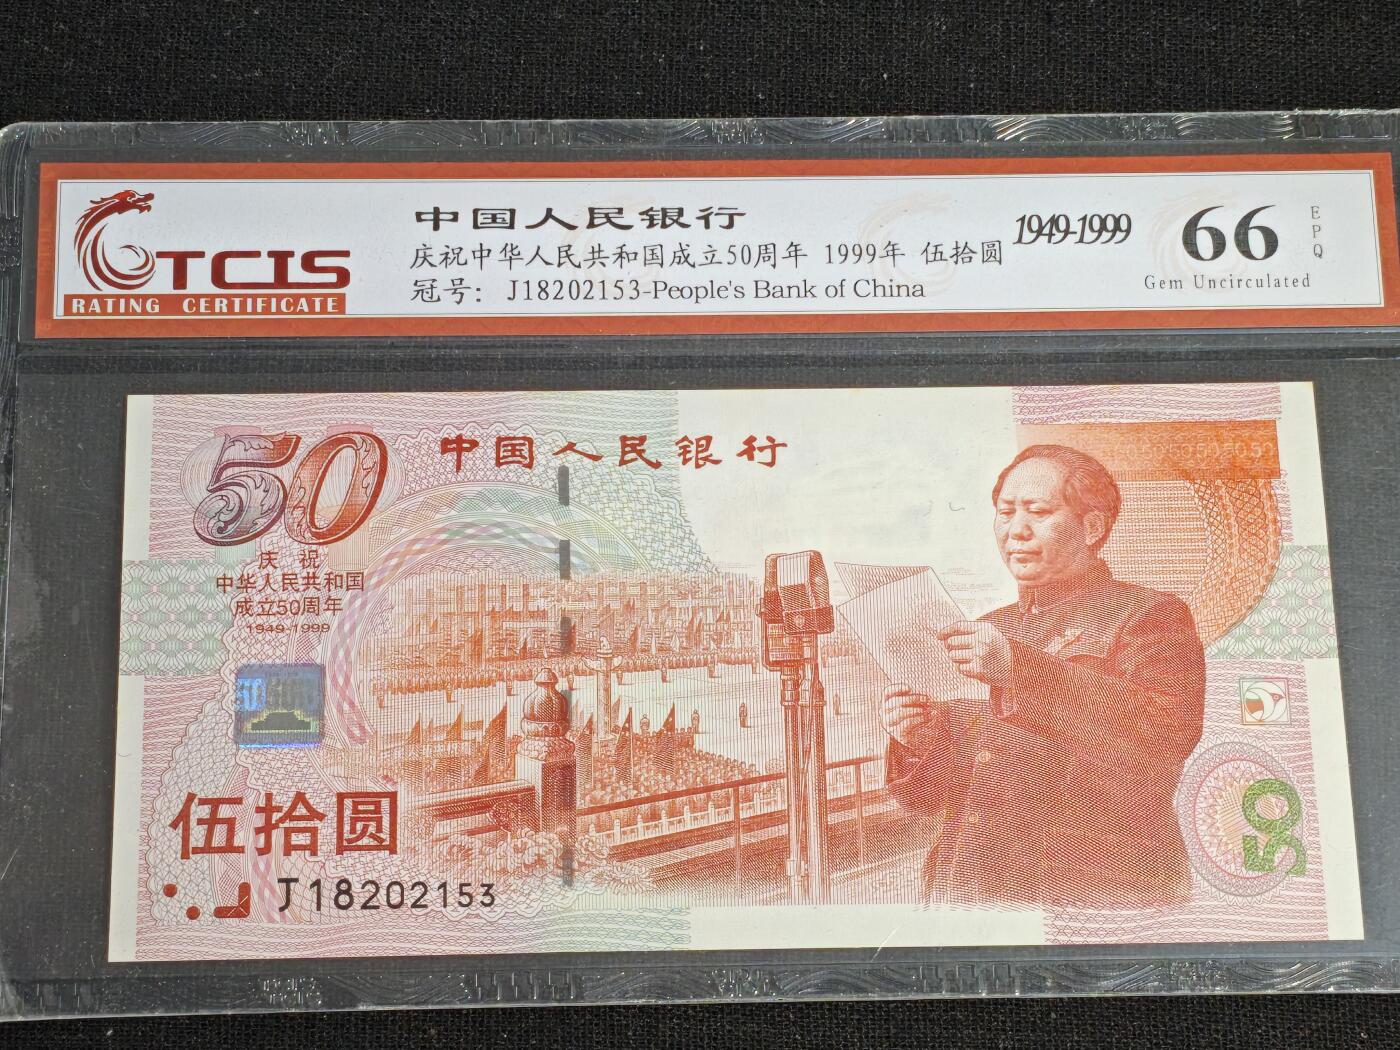 TCIS
RATING CERTIFICATE
中国人民银行
庆祝中华人民共和国成立50周年 1999年 伍拾圆
冠号： J18202153-People's Bank of China
1949-1999
66
EPQ
Gem Uncirculated
50
中国人民银行
庆祝
中华人民共和国
成立50周年
1949-1999
50
伍拾圆
J18202153
50